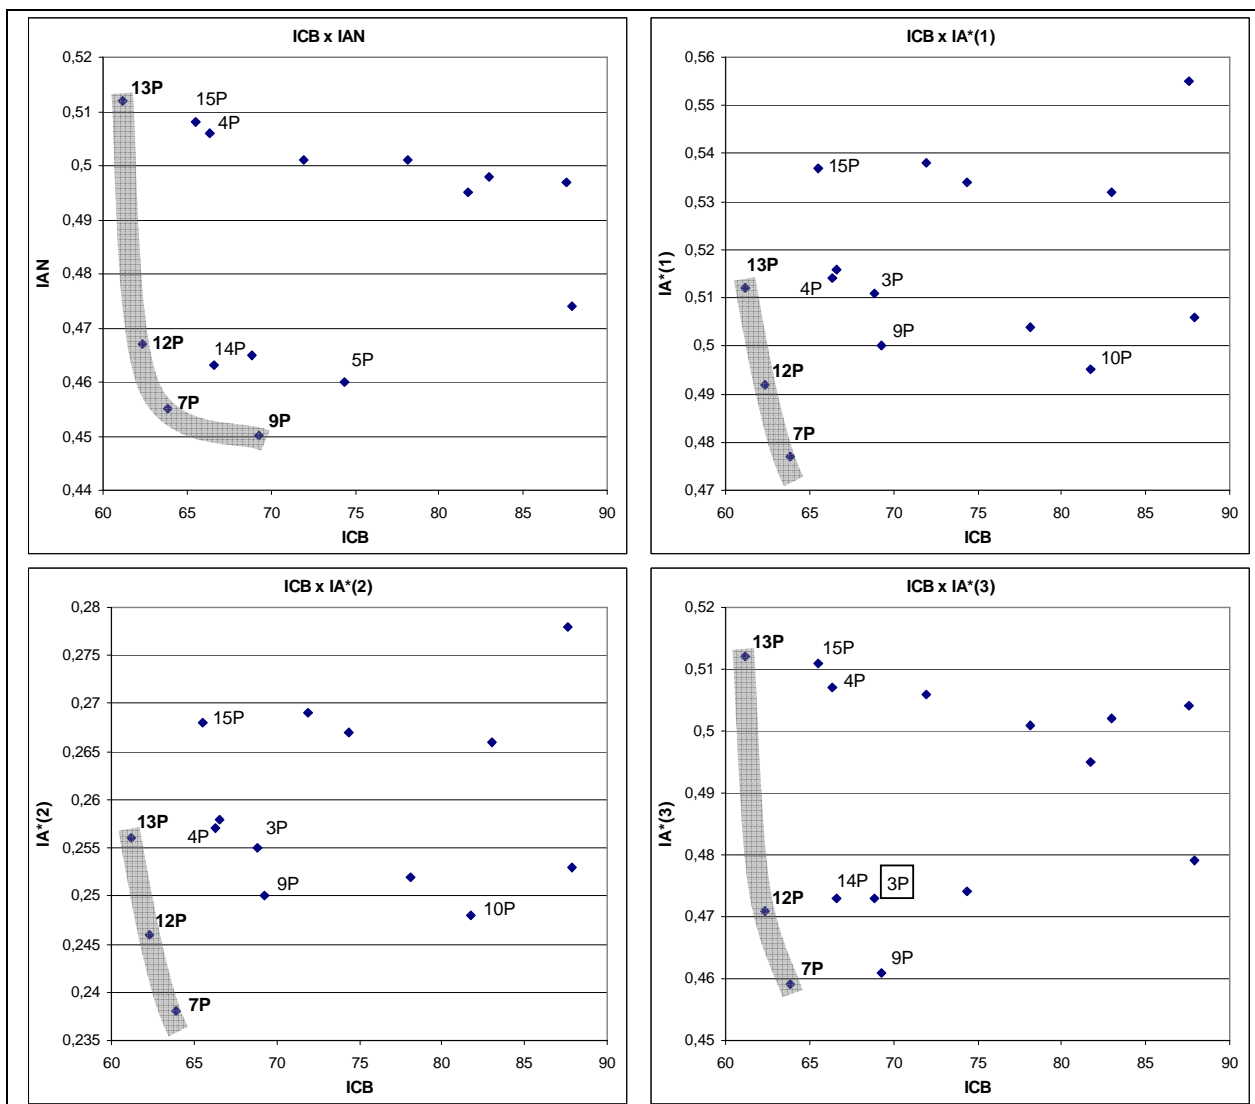 ICB x IAN
0,52
0,51
0,5
0,49
0,48
0,47
0,46
0,45
0,44
IAN
13P
15P
4P
12P
14P
5P
7P
9P
60 65 70 75 80 85 90
ICB
ICB x IA*(1)
0,56
0,55
0,54
0,53
0,52
0,51
0,5
0,49
0,48
0,47
IA*(1)
15P
13P
4P
3P
9P
12P
10P
7P
60 65 70 75 80 85 90
ICB
ICB x IA*(2)
0,28
0,275
0,27
0,265
0,26
0,255
0,25
0,245
0,24
0,235
IA*(2)
15P
13P
4P
3P
9P
12P
10P
7P
60 65 70 75 80 85 90
ICB
ICB x IA*(3)
0,52
0,51
0,5
0,49
0,48
0,47
0,46
0,45
IA*(3)
13P
15P
4P
14P
3P
12P
9P
7P
60 65 70 75 80 85 90
ICB